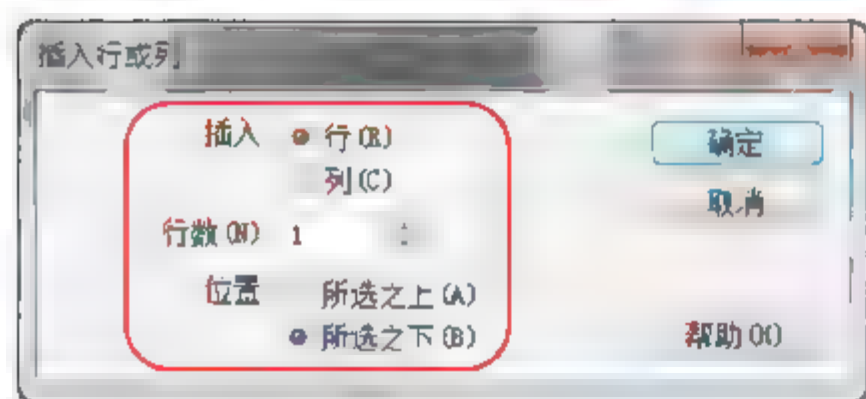 插入行或列
插入 行(R)
列(C)
行数(N) 1
位置 所选之上(A)
所选之下(B)
确定
取消
帮助(H)